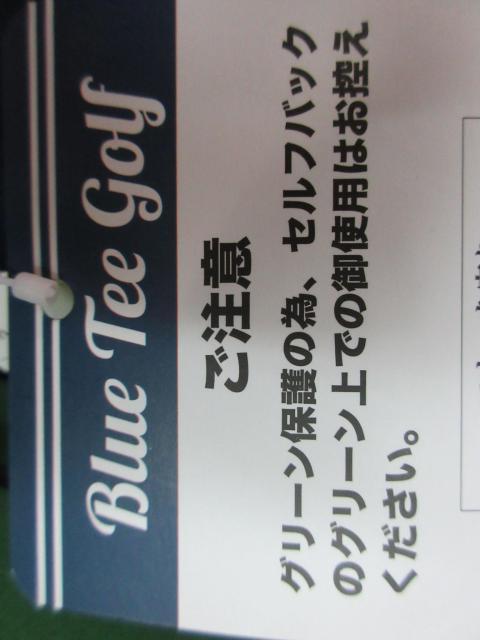 Blue Tee Golf
ご注意
グリーン保護の為、セルフバック
のグリーン上での御使用はお控え
ください。